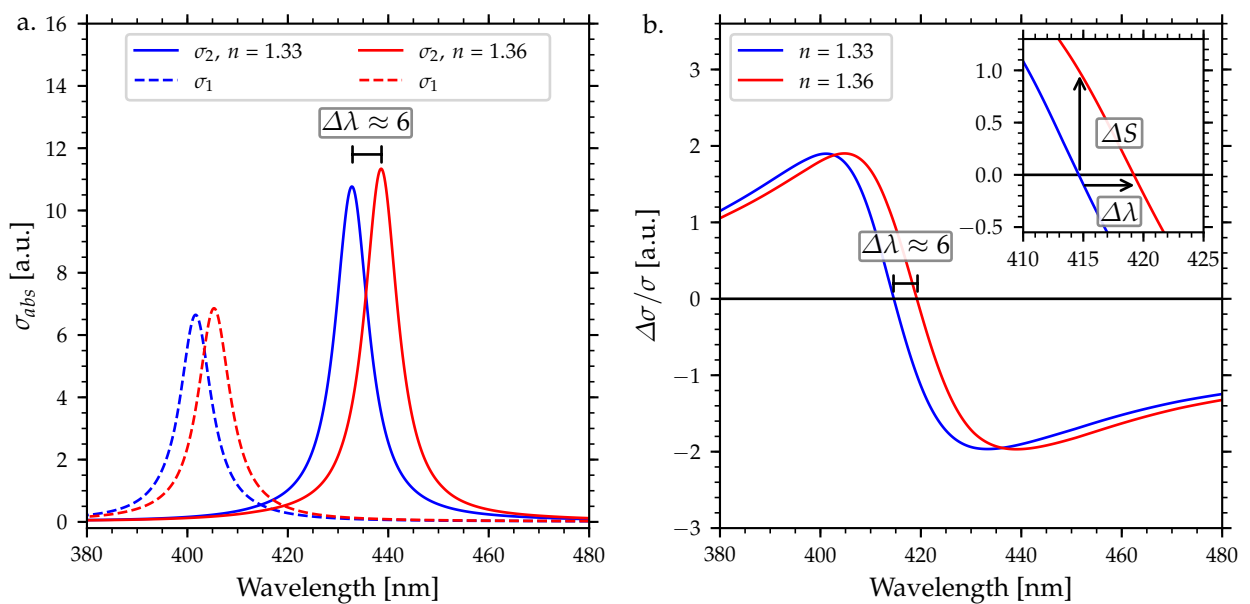 a.
16
14
12
10
8
6
4
2
0
σ₂, n = 1.33
σ₁
σ₂, n = 1.36
σ₁
Δλ ≈ 6
σabs [a.u.]
380 400 420 440 460 480
Wavelength [nm]
b.
3
2
1
0
−1
−2
−3
n = 1.33
n = 1.36
Δλ ≈ 6
Δσ/σ [a.u.]
380 400 420 440 460 480
Wavelength [nm]
1.0
0.5
0.0
−0.5
ΔS
Δλ
410 415 420 425